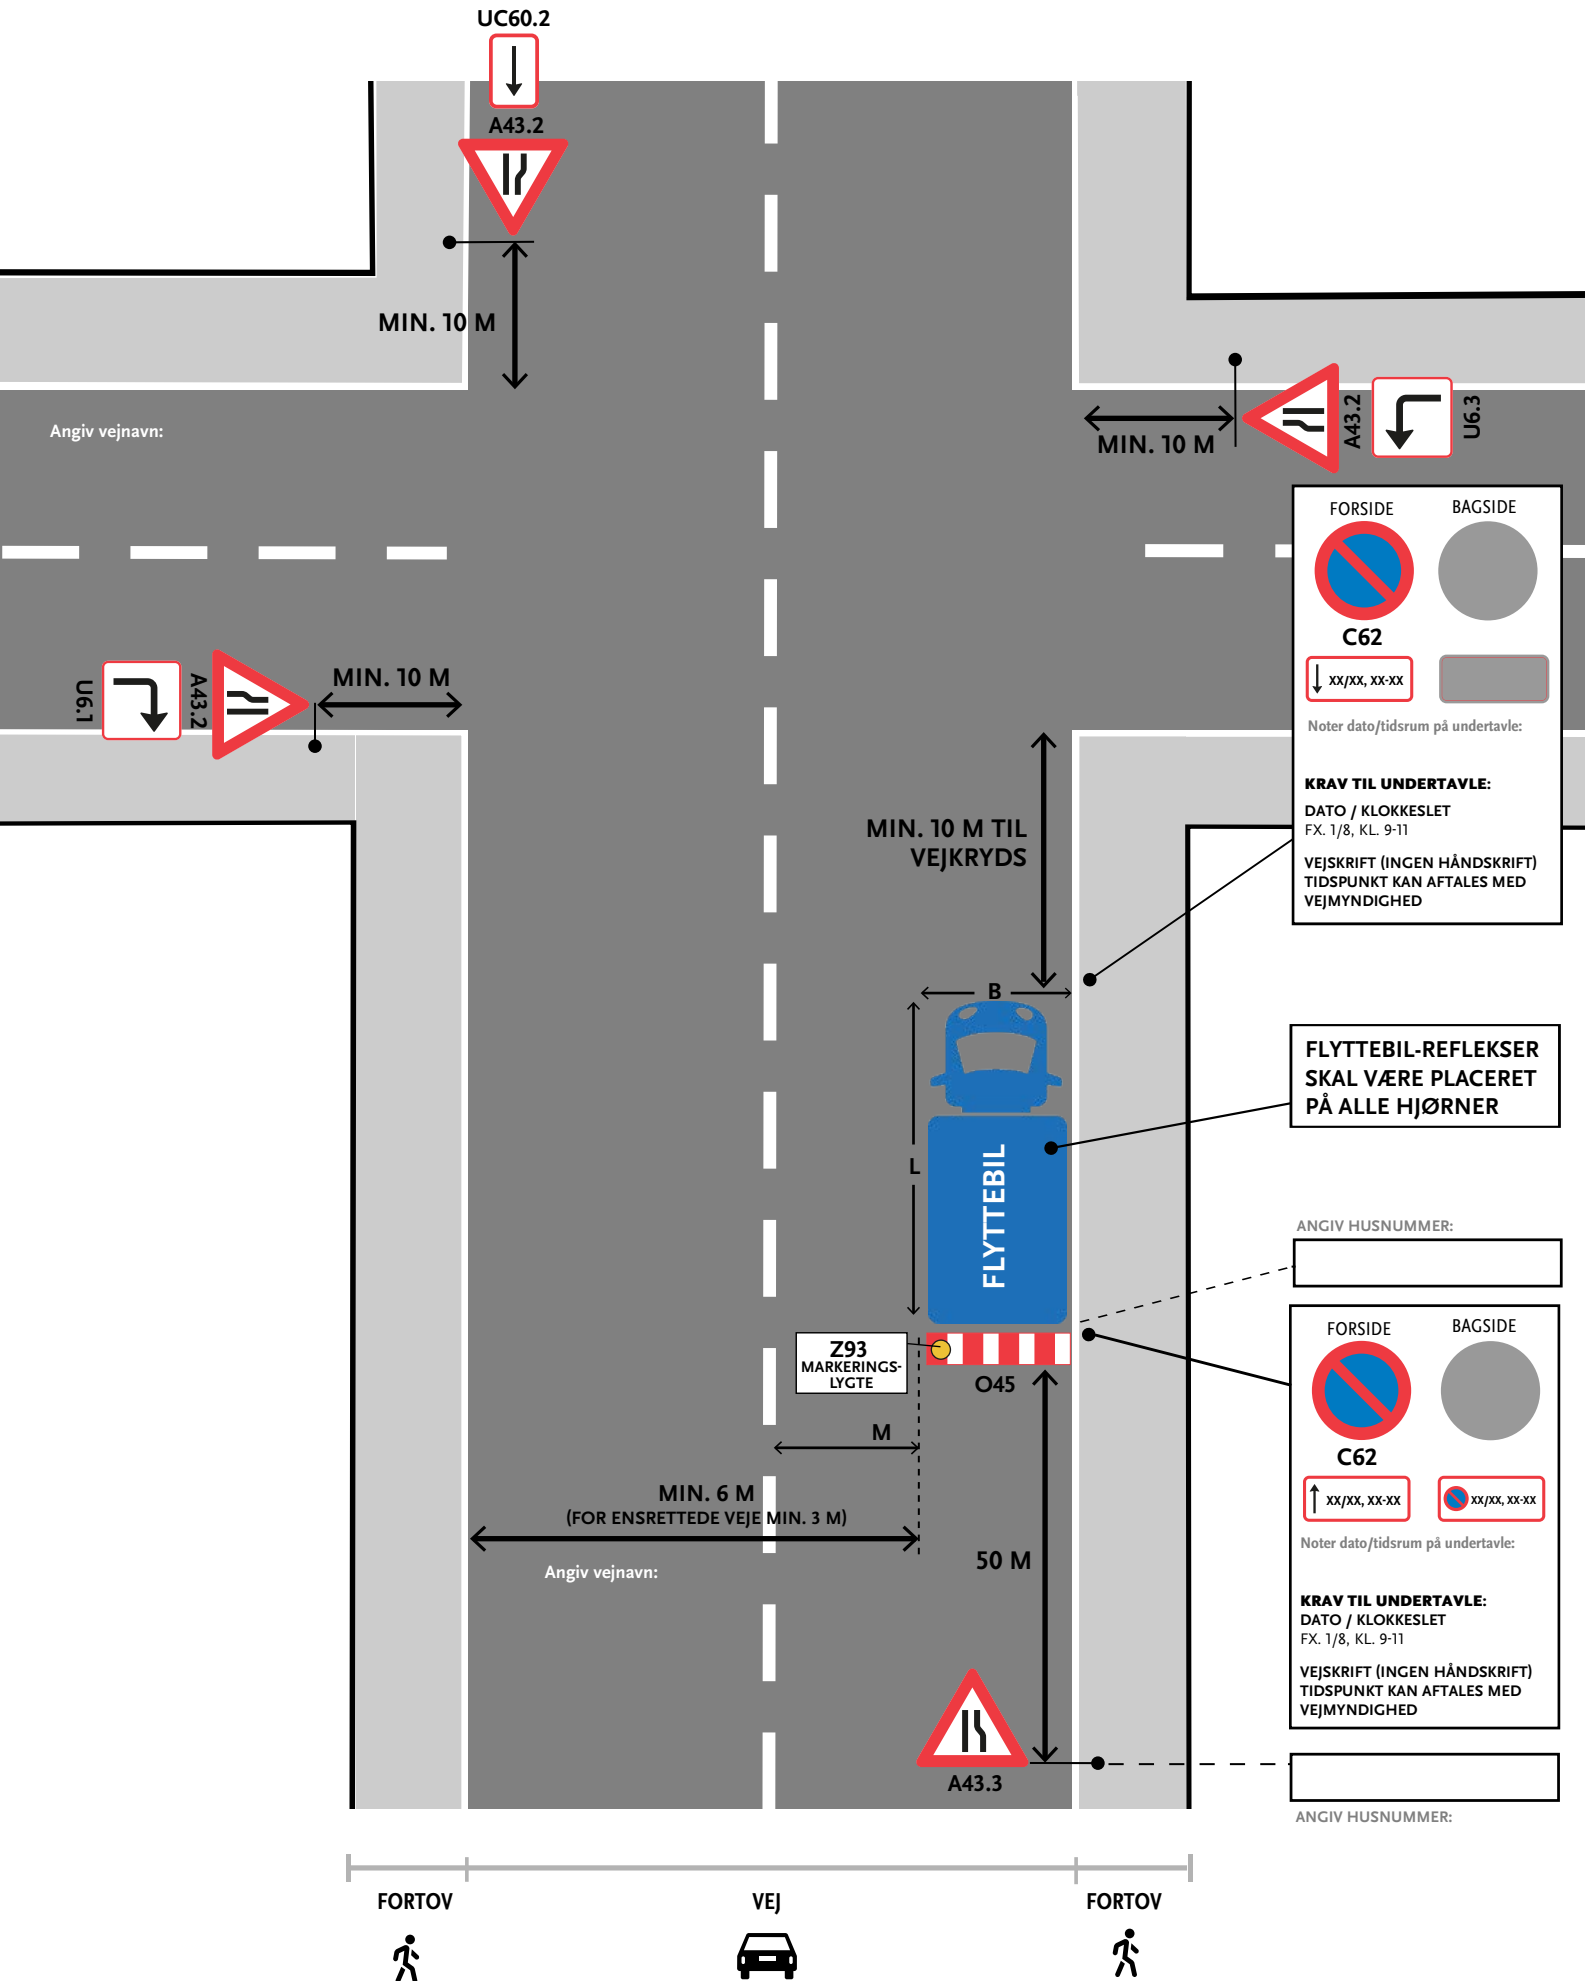 UC60.2
A43.2
MIN. 10 M
Angiv vejnavn:
MIN. 10 M
A43.2
U6.3
FORSIDE
BAGSIDE
C62
xx/xx, xx-xx
Noter dato/tidsrum på undertavle:
KRAV TIL UNDERTAVLE:
DATO / KLOKKESLET
FX. 1/8, KL. 9-11
VEJSKRIFT (INGEN HÅNDSKRIFT)
TIDSPUNKT KAN AFTALES MED
VEJMYNDIGHED
U6.1
A43.2
MIN. 10 M
MIN. 10 M TIL
VEJKRYDS
B
L
FLYTTEBIL
FLYTTEBIL-REFLEKSER
SKAL VÆRE PLACERET
PÅ ALLE HJØRNER
ANGIV HUSNUMMER:
Z93
MARKERINGS-
LYGTE
O45
M
MIN. 6 M
(FOR ENSRETTEDE VEJE MIN. 3 M)
Angiv vejnavn:
50 M
A43.3
FORSIDE
BAGSIDE
C62
xx/xx, xx-xx
xx/xx, xx-xx
Noter dato/tidsrum på undertavle:
KRAV TIL UNDERTAVLE:
DATO / KLOKKESLET
FX. 1/8, KL. 9-11
VEJSKRIFT (INGEN HÅNDSKRIFT)
TIDSPUNKT KAN AFTALES MED
VEJMYNDIGHED
ANGIV HUSNUMMER:
FORTOV
VEJ
FORTOV